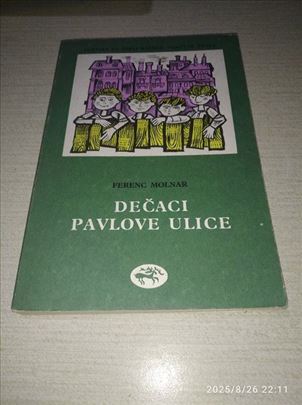 FERENC MOLNAR
DEČACI
PAVLOVE ULICE
2025/8/26 22:11